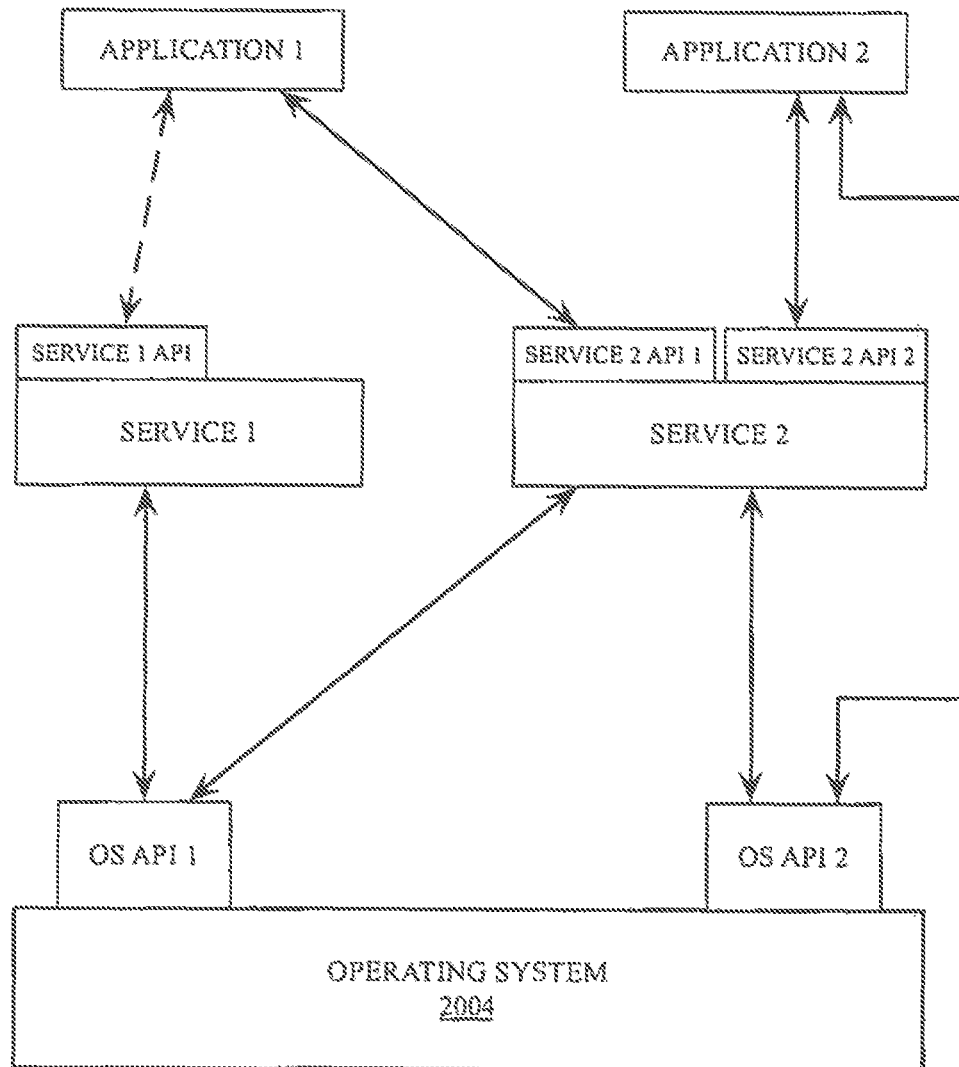 APPLICATION 1
APPLICATION 2
SERVICE 1 API
SERVICE 2 API 1
SERVICE 2 API 2
SERVICE 1
SERVICE 2
OS API 1
OS API 2
OPERATING SYSTEM
2004